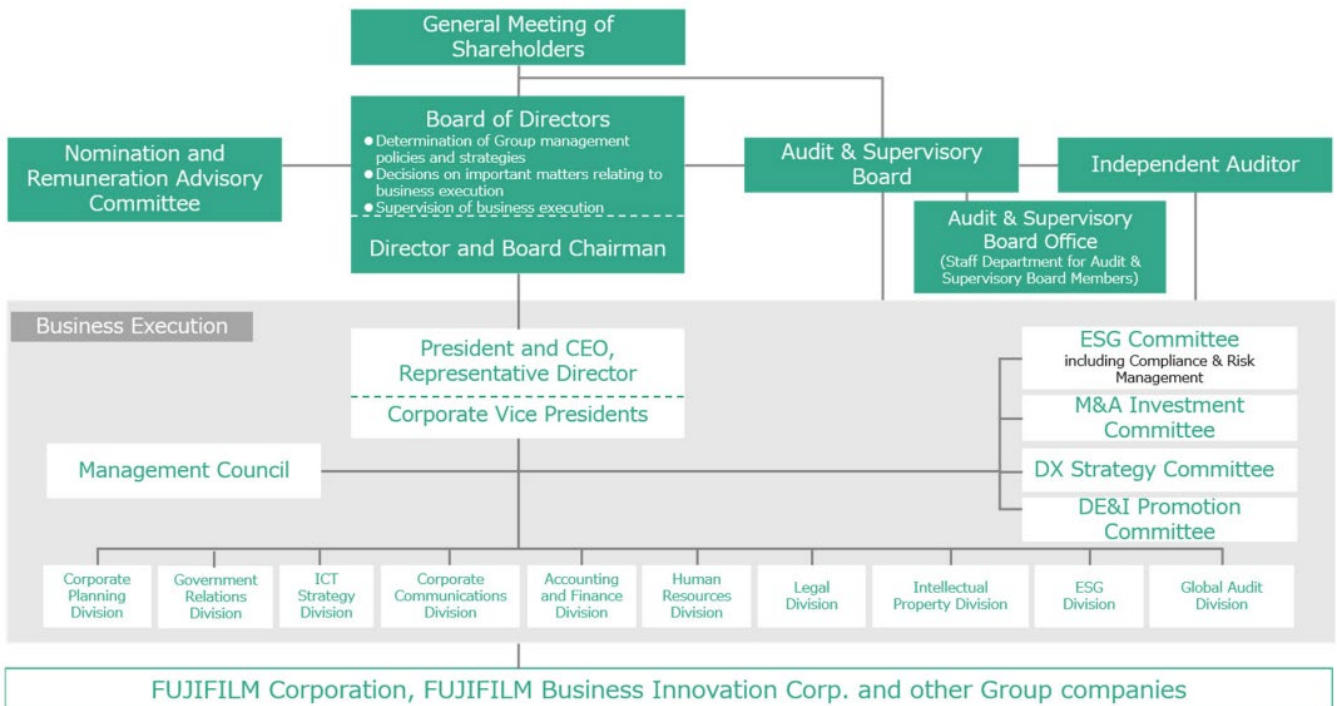 General Meeting of
Shareholders
Board of Directors
● Determination of Group management
policies and strategies
● Decisions on important matters relating to
business execution
● Supervision of business execution
Director and Board Chairman
Nomination and
Remuneration Advisory
Committee
Audit & Supervisory
Board
Independent Auditor
Audit & Supervisory
Board Office
(Staff Department for Audit &
Supervisory Board Members)
Business Execution
President and CEO,
Representative Director
Corporate Vice Presidents
ESG Committee
including Compliance & Risk
Management
M&A Investment
Committee
Management Council
DX Strategy Committee
DE&I Promotion
Committee
Corporate
Planning
Division
Government
Relations
Division
ICT
Strategy
Division
Corporate
Communications
Division
Accounting
and Finance
Division
Human
Resources
Division
Legal
Division
Intellectual
Property Division
ESG
Division
Global Audit
Division
FUJIFILM Corporation, FUJIFILM Business Innovation Corp. and other Group companies